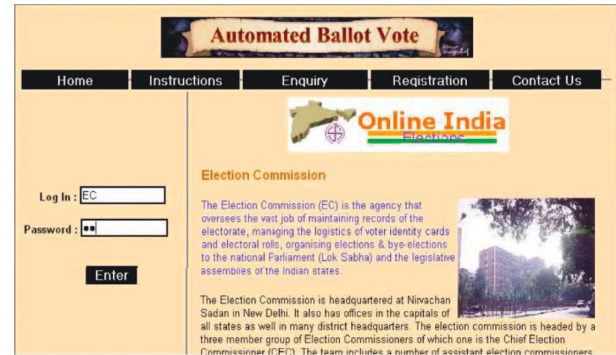 Automated Ballot Vote
Home Instructions Enquiry Registration Contact Us
Online India
Elections
Log In : EC
Password : ••
Enter
Election Commission
The Election Commission (EC) is the agency that
oversees the vast job of maintaining records of the
electorate, managing the logistics of voter identity cards
and electoral rolls, organising elections & bye-elections
to the national Parliament (Lok Sabha) and the legislative
assemblies of the Indian states.
The Election Commission is headquartered at Nirvachan
Sadan in New Delhi. It also has offices in the capitals of
all states as well in many district headquarters. The election commission is headed by a
three member group of Election Commissioners of which one is the Chief Election
Commissioner (CEC). The team includes a number of assistant election commissioners